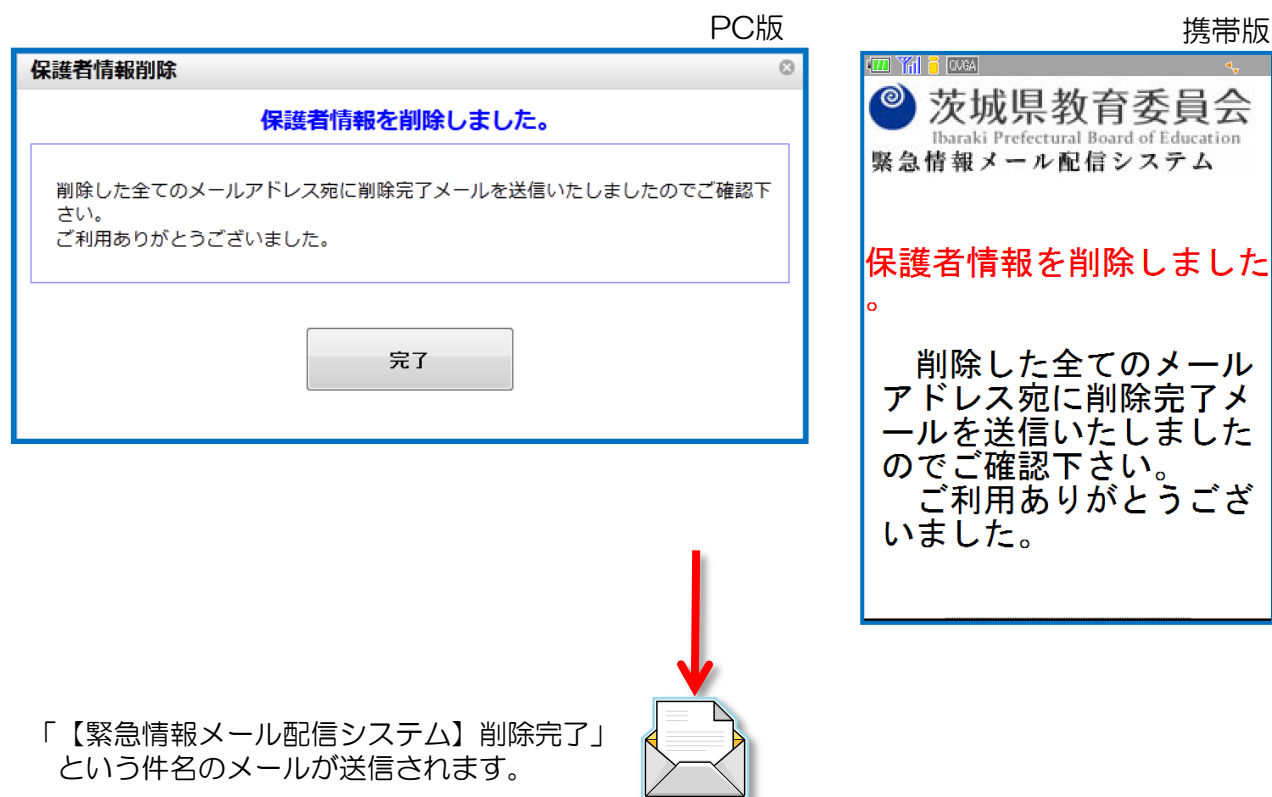 PC版
保護者情報削除
保護者情報を削除しました。
削除した全てのメールアドレス宛に削除完了メールを送信いたしましたのでご確認下
さい。
ご利用ありがとうございました。
完了
携帯版
QVGA
茨城県教育委員会
Ibaraki Prefectural Board of Education
緊急情報メール配信システム
保護者情報を削除しました
。
削除した全てのメール
アドレス宛に削除完了メ
ールを送信いたしました
のでご確認下さい。
ご利用ありがとうござ
いました。
「【緊急情報メール配信システム】削除完了」
という件名のメールが送信されます。